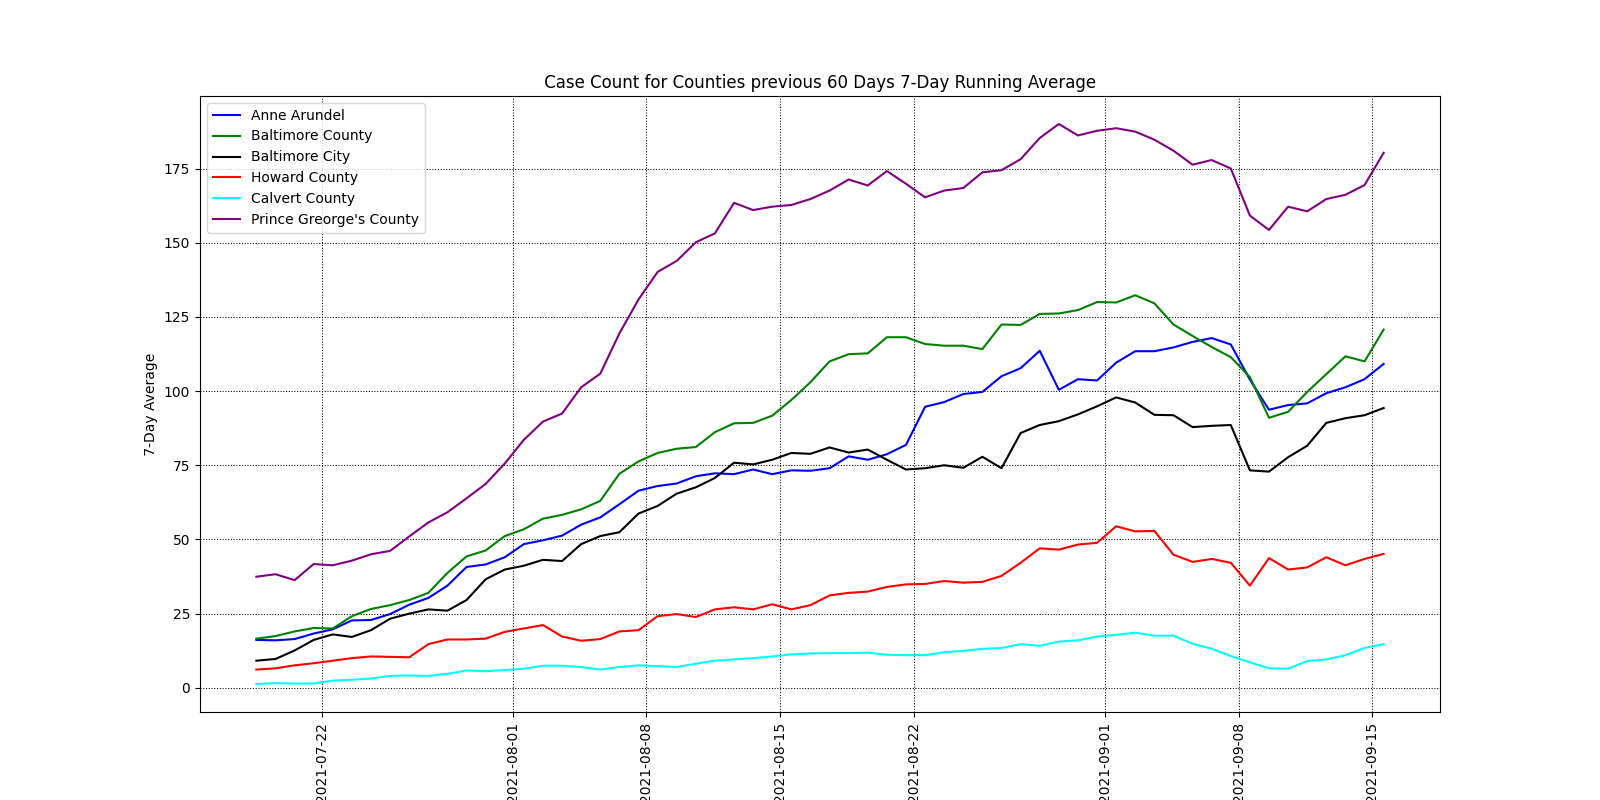 Case Count for Counties previous 60 Days 7-Day Running Average
Anne Arundel
Baltimore County
Baltimore City
Howard County
Calvert County
Prince Greorge's County
7-Day Average
175
150
125
100
75
50
25
0
2021-07-22
2021-08-01
2021-08-08
2021-08-15
2021-08-22
2021-09-01
2021-09-08
2021-09-15